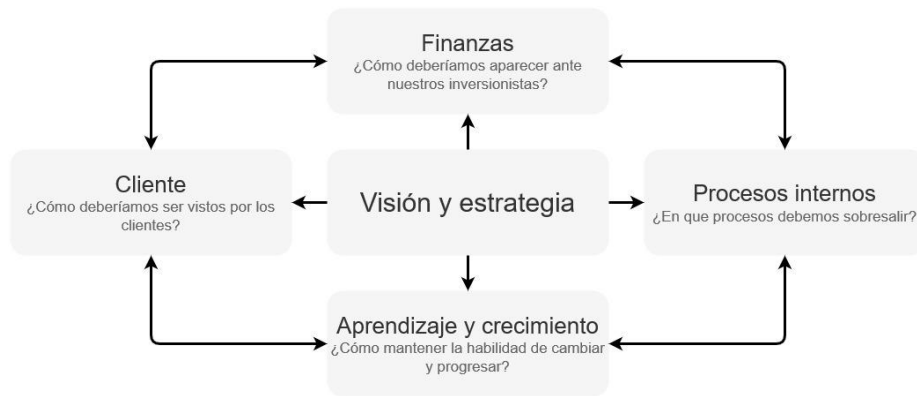 Finanzas
¿Cómo deberíamos aparecer ante
nuestros inversionistas?
Cliente
¿Cómo deberíamos ser vistos por los
clientes?
Visión y estrategia
Procesos internos
¿En que procesos debemos sobresalir?
Aprendizaje y crecimiento
¿Cómo mantener la habilidad de cambiar
y progresar?